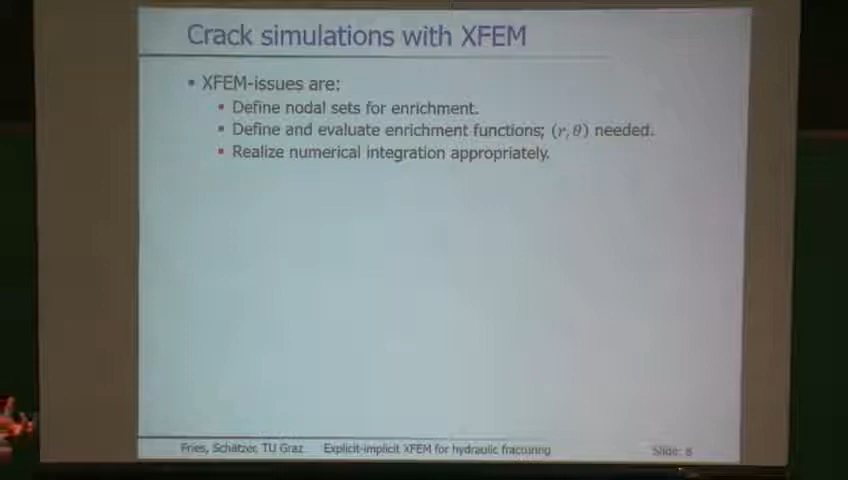 Crack simulations with XFEM
▪ XFEM-issues are:
▪ Define nodal sets for enrichment.
▪ Define and evaluate enrichment functions; (r, θ) needed.
▪ Realize numerical integration appropriately.
Fries, Schätzer, TU Graz Explicit-implicit XFEM for hydraulic fracturing Slide: 6